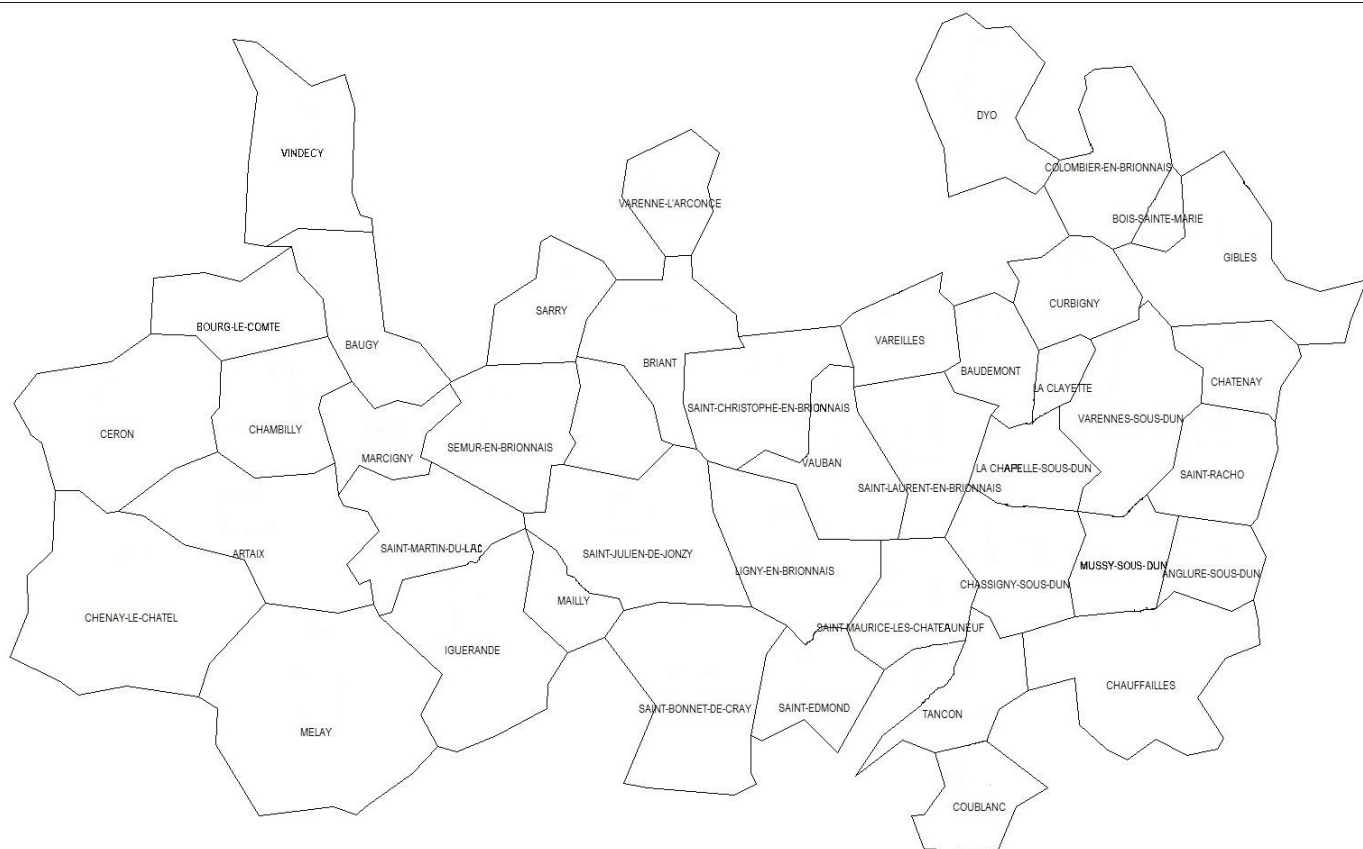 DYO
VINDECY
COLOMBIER-EN-BRIONNAIS
VARENNE-L'ARCONCE
BOIS-SAINTE-MARIE
GIBLES
CURBIGNY
SARRY
BOURG-LE-COMTE
VAREILLES
BAUGY
BRIANT
BAUDEMONT
CHATENAY
LA CLAYETTE
SAINT-CHRISTOPHE-EN-BRIONNAIS
VARENNES-SOUS-DUN
CERON
CHAMBILLY
SEMUR-EN-BRIONNAIS
MARCIGNY
VAUBAN
LA CHAPELLE-SOUS-DUN
SAINT-RACHO
SAINT-LAURENT-EN-BRIONNAIS
SAINT-MARTIN-DU-LAC
ARTAIX
SAINT-JULIEN-DE-JONZY
MUSSY-SOUS-DUN
LIGNY-EN-BRIONNAIS
ANGLURE-SOUS-DUN
CHASSIGNY-SOUS-DUN
MAILLY
CHENAY-LE-CHATEL
SAINT-MAURICE-LES-CHATEAUNEUF
IGUERANDE
CHAUFFAILLES
SAINT-BONNET-DE-CRAY
SAINT-EDMOND
TANCON
MELAY
COUBLANC